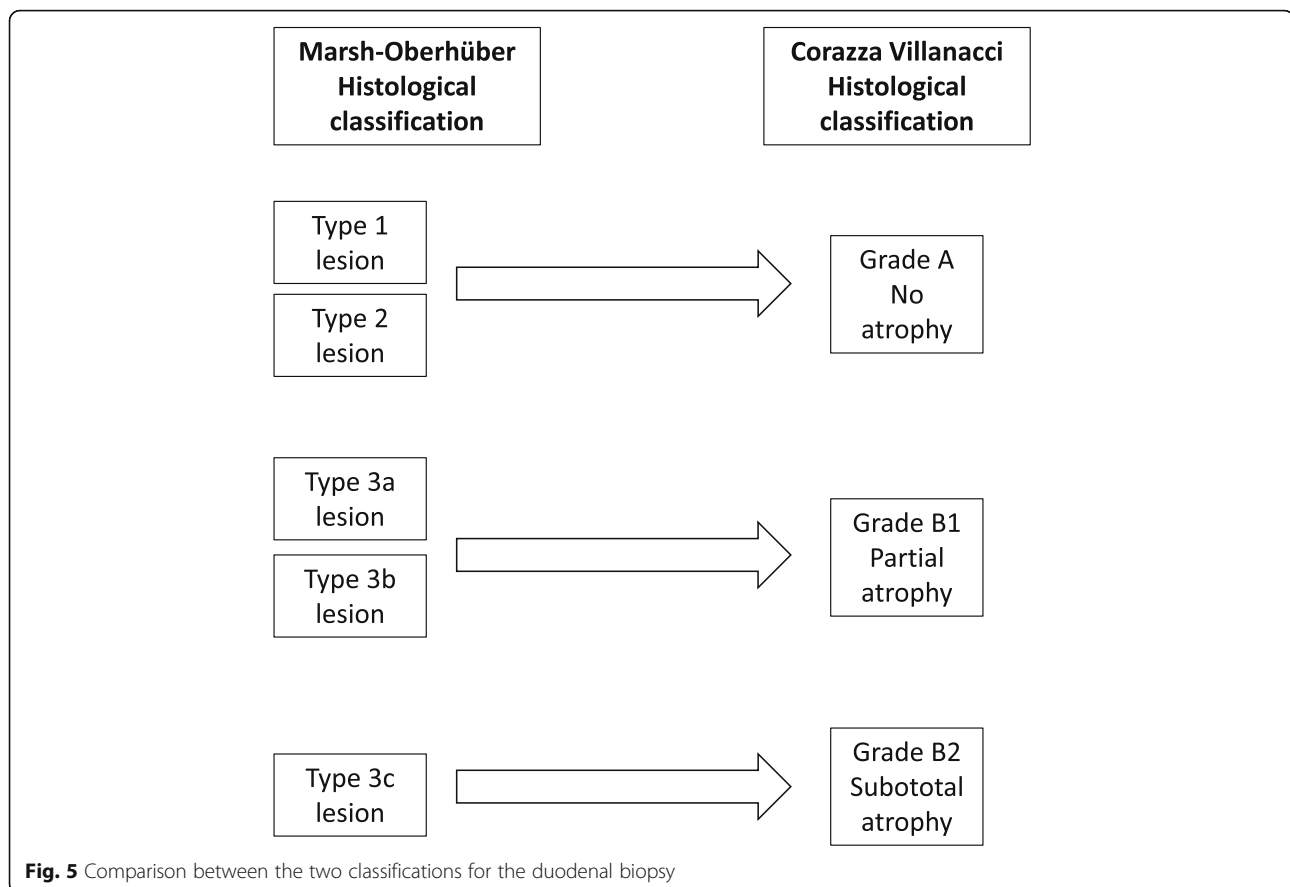 Marsh-Oberhüber
Histological
classification
Corazza Villanacci
Histological
classification
Type 1
lesion
Type 2
lesion
Grade A
No
atrophy
Type 3a
lesion
Type 3b
lesion
Grade B1
Partial
atrophy
Type 3c
lesion
Grade B2
Subototal
atrophy
Fig. 5 Comparison between the two classifications for the duodenal biopsy